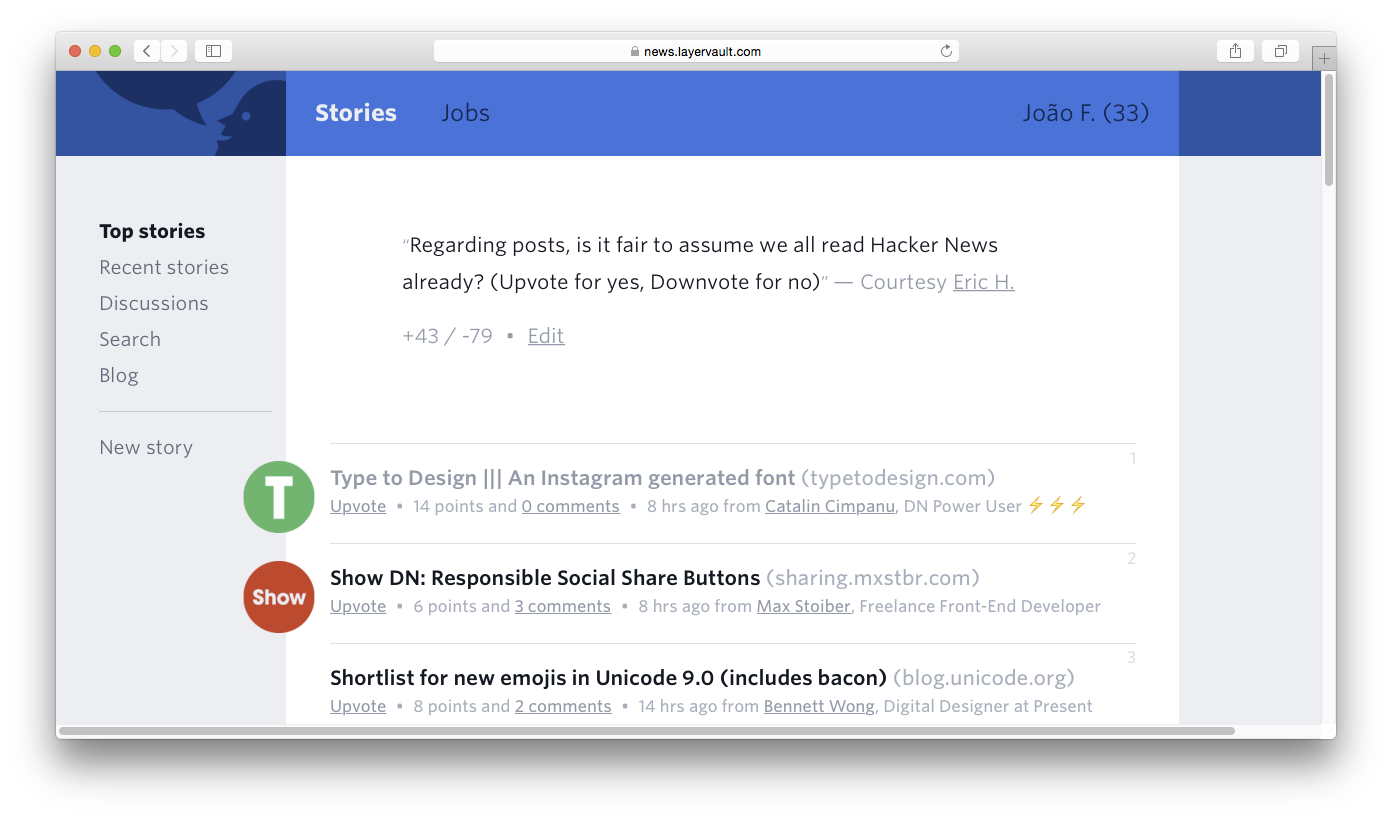 news.layervault.com
Stories
Jobs
João F. (33)
Top stories
Recent stories
Discussions
Search
Blog
New story
“Regarding posts, is it fair to assume we all read Hacker News
already? (Upvote for yes, Downvote for no)” — Courtesy Eric H.
+43 / -79 • Edit
1
T
Type to Design ||| An Instagram generated font (typetodesign.com)
Upvote • 14 points and 0 comments • 8 hrs ago from Catalin Cimpanu, DN Power User ⚡⚡⚡
2
Show
Show DN: Responsible Social Share Buttons (sharing.mxstbr.com)
Upvote • 6 points and 3 comments • 8 hrs ago from Max Stoiber, Freelance Front-End Developer
3
Shortlist for new emojis in Unicode 9.0 (includes bacon) (blog.unicode.org)
Upvote • 8 points and 2 comments • 14 hrs ago from Bennett Wong, Digital Designer at Present